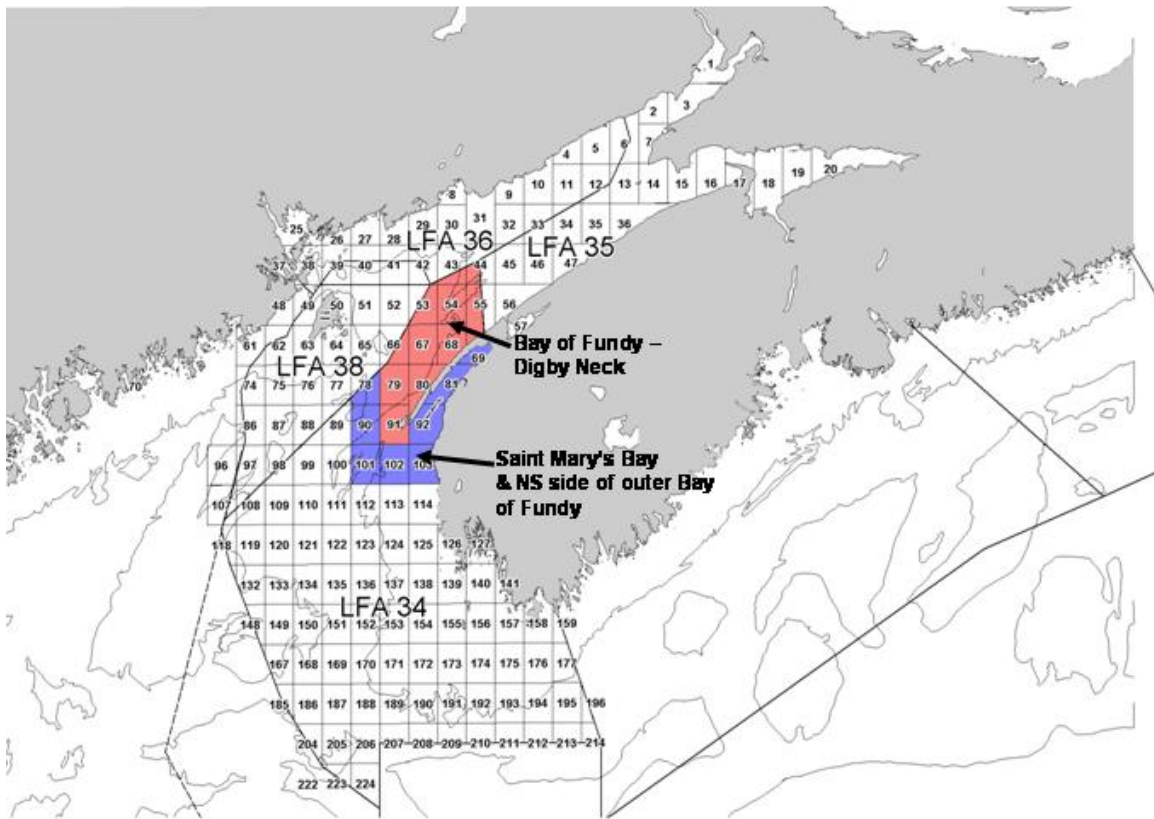 1
2 3
4 5 6 7
8 9 10 11 12 13 14 15 16 17 18 19 20
25 26 27 28 29 30 31 32 33 34 35 36
LFA 36 LFA 35
37 38 39 40 41 42 43 44 45 46 47
48 49 50 51 52 53 54 55 56 57
Bay of Fundy –
Digby Neck
61 62 63 64 65 66 67 68 69
LFA 38
70 74 75 76 77 78 79 80 81
86 87 88 89 90 91 92
Saint Mary's Bay
& NS side of outer Bay
of Fundy
96 97 98 99 100 101 102 103
107 108 109 110 111 112 113 114
118 119 120 121 122 123 124 125 126 127
132 133 134 135 136 137 138 139 140 141
LFA 34
148 149 150 151 152 153 154 155 156 157 158 159
167 168 169 170 171 172 173 174 175 176 177
185 186 187 188 189 190 191 192 193 194 195 196
204 205 206 207 208 209 210 211 212 213 214
222 223 224